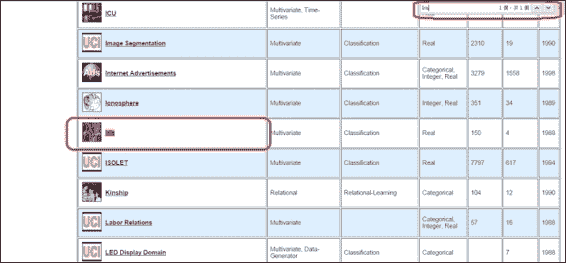 Iris
1 個，共 1 個
ICU
Multivariate, Time-
Series
UCI
Image Segmentation
Multivariate
Classification
Real
2310
19
1990
Ads
Internet Advertisements
Multivariate
Classification
Categorical,
Integer, Real
3279
1558
1998
Ionosphere
Multivariate
Classification
Integer, Real
351
34
1989
Iris
Multivariate
Classification
Real
150
4
1988
UCI
ISOLET
Multivariate
Classification
Real
7797
617
1994
Kinship
Relational
Relational-Learning
Categorical
104
12
1990
UCI
Labor Relations
Multivariate
Categorical,
Integer, Real
57
16
1988
UCI
LED Display Domain
Multivariate, Data-
Generator
Classification
Categorical
7
1988